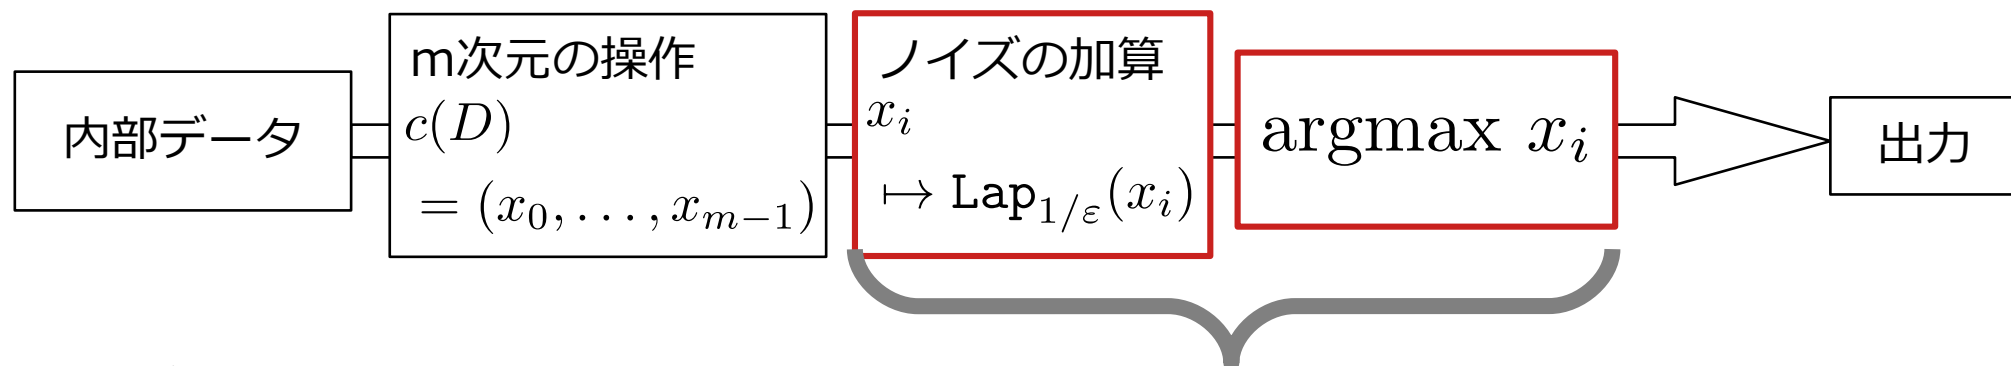 内部データ
m次元の操作
c(D)
= (x_0, . . . , x_{m-1})
ノイズの加算
x_i
↦ Lap_{1/ε}(x_i)
argmax x_i
出力